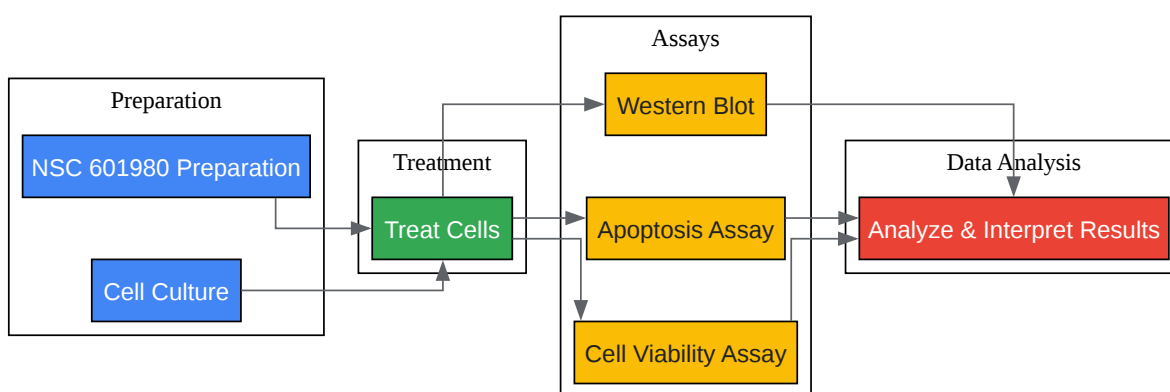 Preparation
NSC 601980 Preparation
Cell Culture
Treatment
Treat Cells
Assays
Western Blot
Apoptosis Assay
Cell Viability Assay
Data Analysis
Analyze & Interpret Results